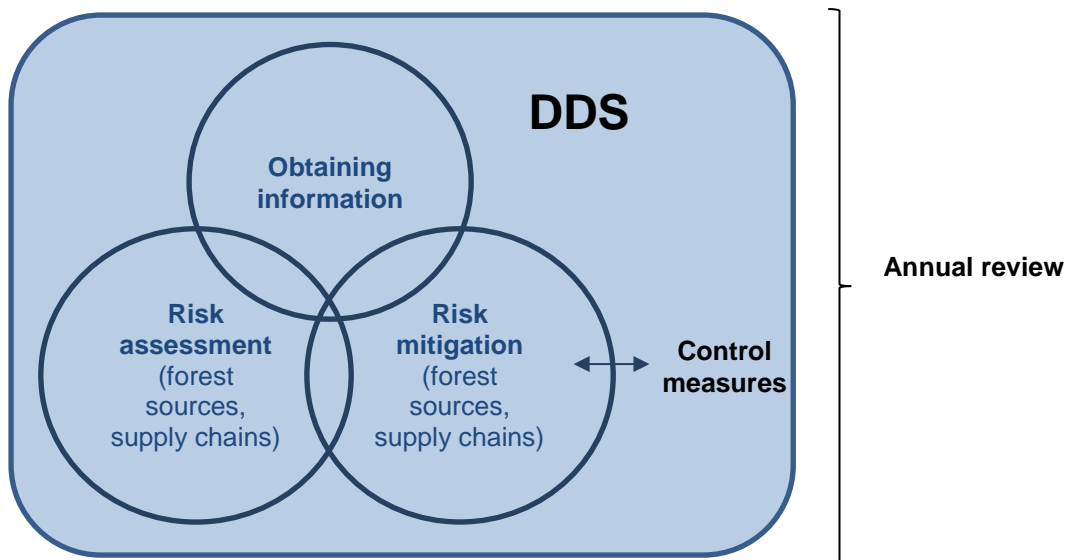 DDS
Obtaining
information
Annual review
Risk
assessment
(forest
sources,
supply chains)
Risk
mitigation
(forest
sources,
supply chains)
Control
measures